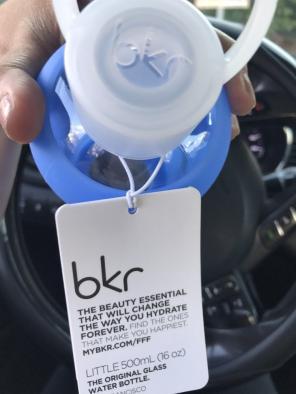 bkr
bkr
THE BEAUTY ESSENTIAL
THAT WILL CHANGE
THE WAY YOU HYDRATE
FOREVER. FIND THE ONES
THAT MAKE YOU HAPPIEST.
MYBKR.COM/FFF
LITTLE 500mL (16 oz)
THE ORIGINAL GLASS
WATER BOTTLE.